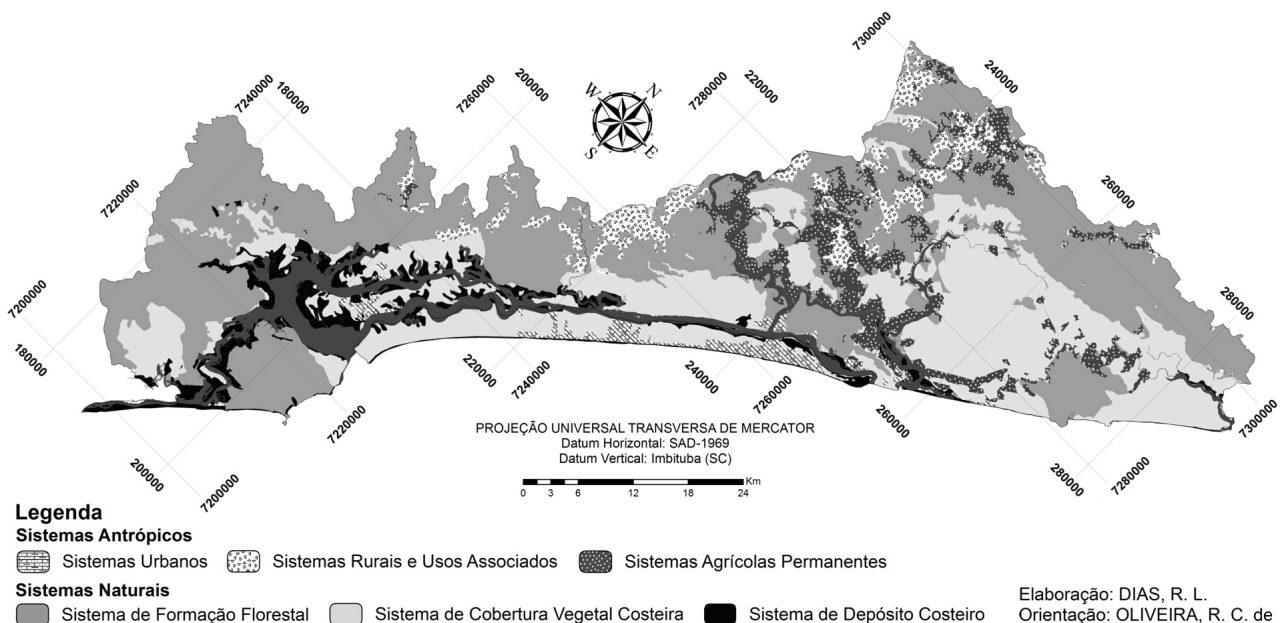 7300000
240000
7240000
180000
7260000
200000
7280000
220000
W
N
S
E
7220000
260000
7200000
180000
280000
7300000
200000
7200000
7220000
220000
7240000
240000
7260000
260000
280000
7280000
PROJEÇÃO UNIVERSAL TRANSVERSA DE MERCATOR
Datum Horizontal: SAD-1969
Datum Vertical: Imbituba (SC)
Km
0 3 6 12 18 24
Legenda
Sistemas Antrópicos
Sistemas Urbanos Sistemas Rurais e Usos Associados Sistemas Agrícolas Permanentes
Sistemas Naturais
Sistema de Formação Florestal Sistema de Cobertura Vegetal Costeira Sistema de Depósito Costeiro
Elaboração: DIAS, R. L.
Orientação: OLIVEIRA, R. C. de